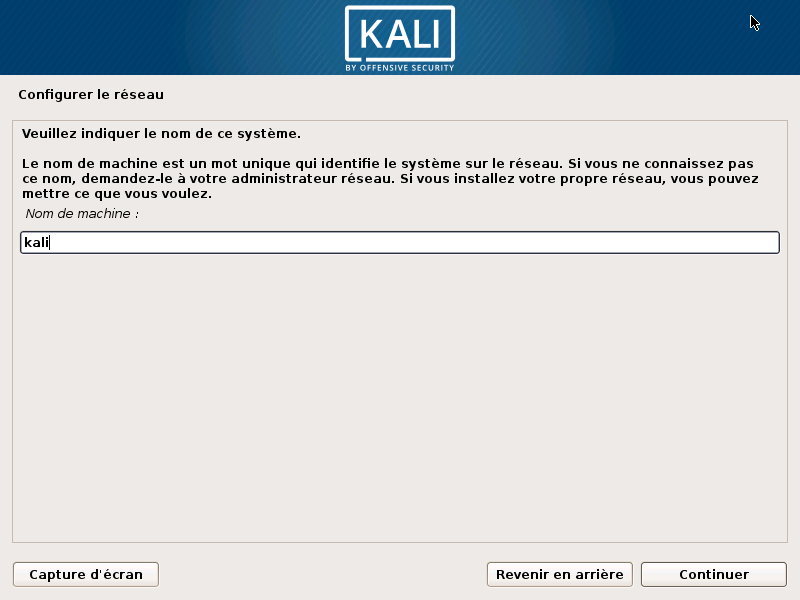 KALI
BY OFFENSIVE SECURITY
Configurer le réseau
Veuillez indiquer le nom de ce système.
Le nom de machine est un mot unique qui identifie le système sur le réseau. Si vous ne connaissez pas
ce nom, demandez-le à votre administrateur réseau. Si vous installez votre propre réseau, vous pouvez
mettre ce que vous voulez.
Nom de machine :
kali
Capture d'écran
Revenir en arrière
Continuer